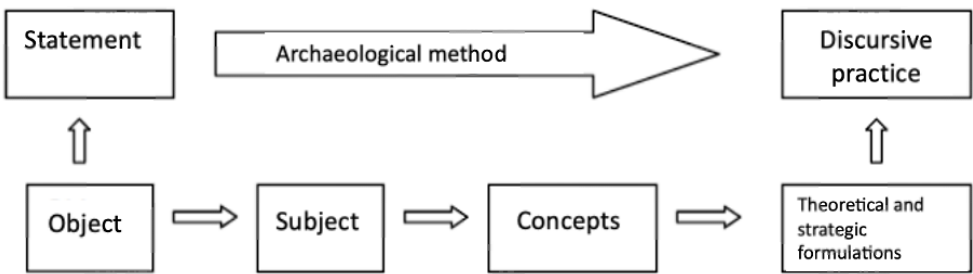 Statement
Archaeological method
Discursive
practice
Object
Subject
Concepts
Theoretical and
strategic
formulations